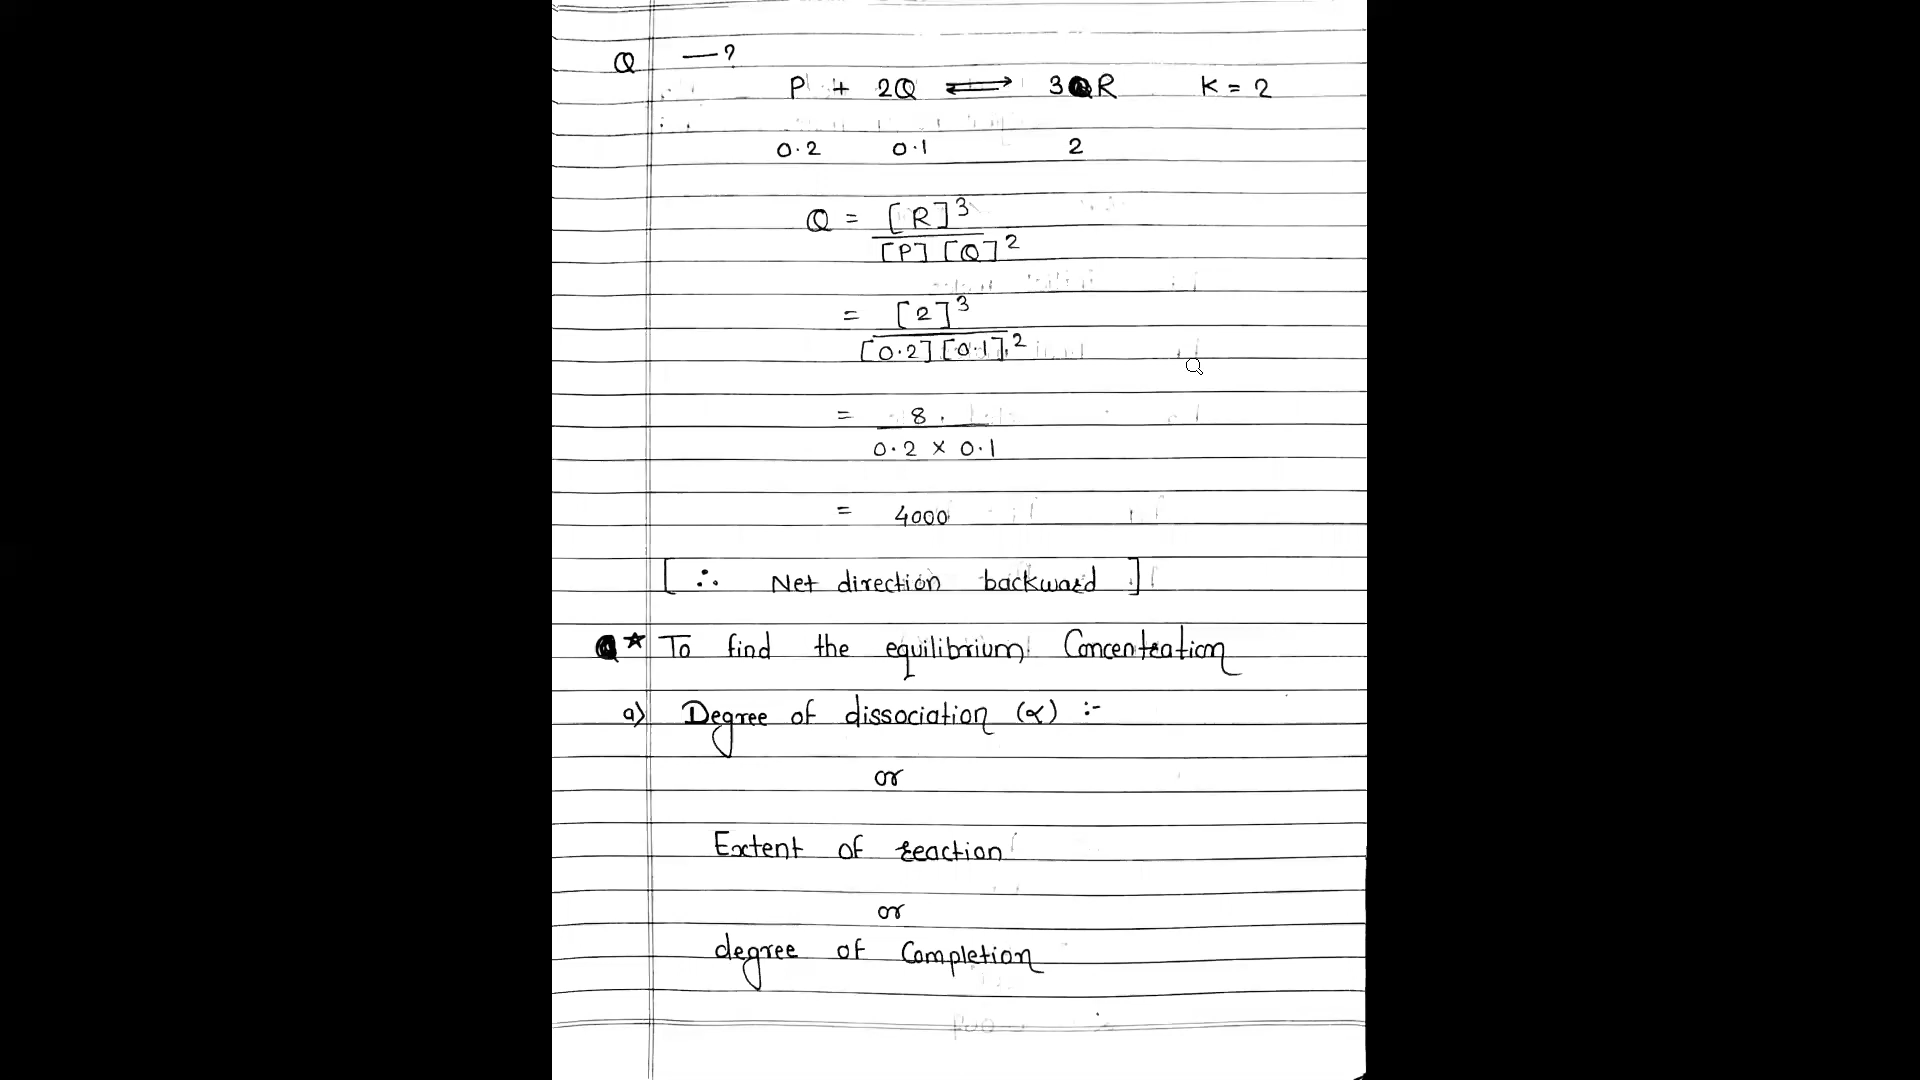 Q —?
P + 2Q ⇌ 3R K = 2
0.2 0.1 2
Q = [R]³ / [P] [Q]²
= [2]³ / [0.2] [0.1]²
= 8 / 0.2 × 0.1
= 4000
[ ∴ Net direction backward ]
* To find the equilibrium Concentration
a) Degree of dissociation (α) :-
or
Extent of reaction
or
degree of Completion